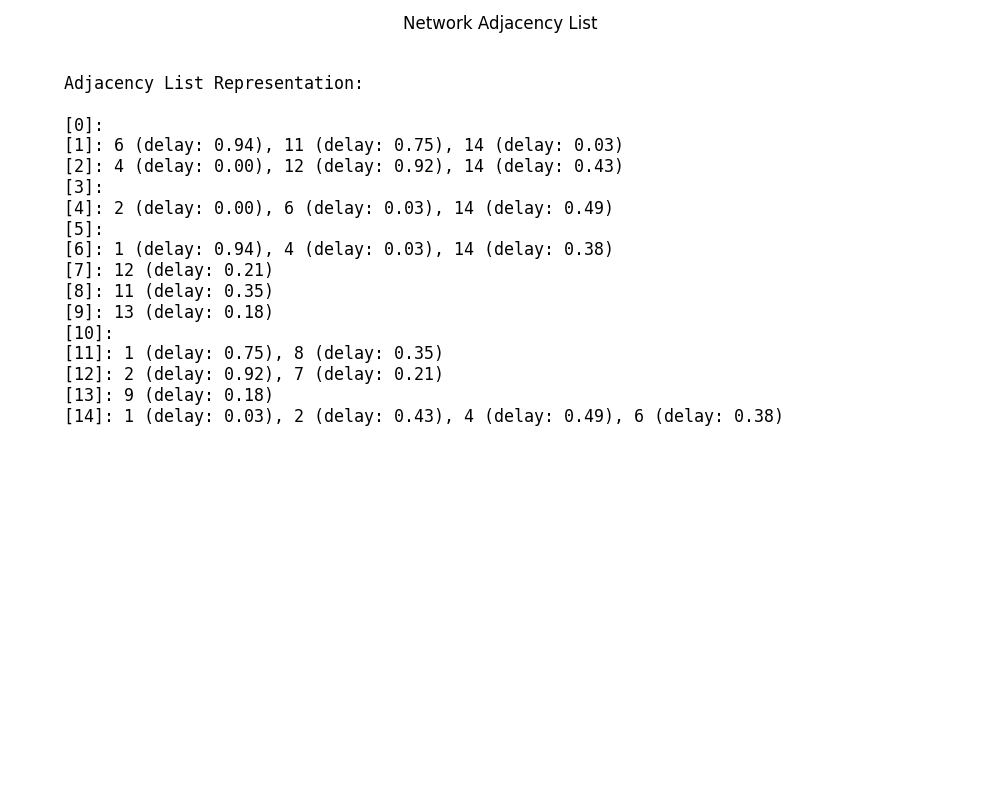 Network Adjacency List
Adjacency List Representation:
[0]:
[1]: 6 (delay: 0.94), 11 (delay: 0.75), 14 (delay: 0.03)
[2]: 4 (delay: 0.00), 12 (delay: 0.92), 14 (delay: 0.43)
[3]:
[4]: 2 (delay: 0.00), 6 (delay: 0.03), 14 (delay: 0.49)
[5]:
[6]: 1 (delay: 0.94), 4 (delay: 0.03), 14 (delay: 0.38)
[7]: 12 (delay: 0.21)
[8]: 11 (delay: 0.35)
[9]: 13 (delay: 0.18)
[10]:
[11]: 1 (delay: 0.75), 8 (delay: 0.35)
[12]: 2 (delay: 0.92), 7 (delay: 0.21)
[13]: 9 (delay: 0.18)
[14]: 1 (delay: 0.03), 2 (delay: 0.43), 4 (delay: 0.49), 6 (delay: 0.38)